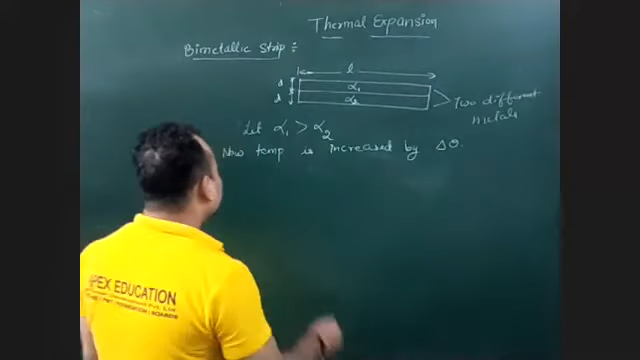 Thermal Expansion
Bimetallic Strip ÷
l
d α₁
d α₂
Two different
metals
Let α₁ > α₂
Now temp is increased by Δθ.
APEX EDUCATION